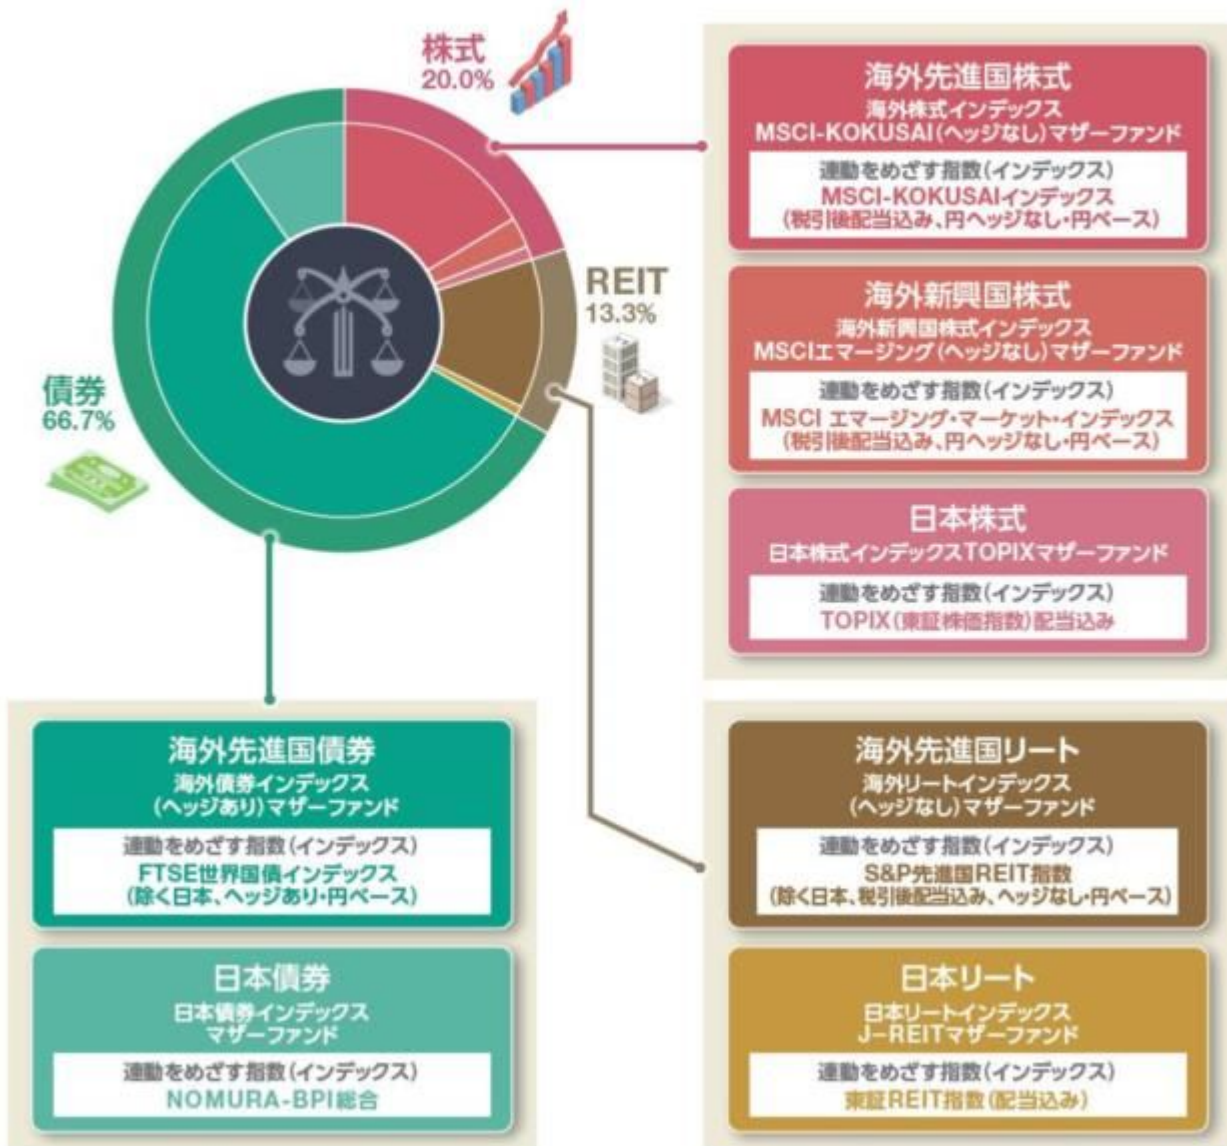 株式
20.0%
REIT
13.3%
債券
66.7%
海外先進国株式
海外株式インデックス
MSCI-KOKUSAI(ヘッジなし)マザーファンド
連動をめざす指数(インデックス)
MSCI-KOKUSAIインデックス
(税引後配当込み、円ヘッジなし・円ベース)
海外新興国株式
海外新興国株式インデックス
MSCIエマージング(ヘッジなし)マザーファンド
連動をめざす指数(インデックス)
MSCI エマージング・マーケット・インデックス
(税引後配当込み、円ヘッジなし・円ベース)
日本株式
日本株式インデックスTOPIXマザーファンド
連動をめざす指数(インデックス)
TOPIX(東証株価指数)配当込み
海外先進国債券
海外債券インデックス
(ヘッジあり)マザーファンド
連動をめざす指数(インデックス)
FTSE世界国債インデックス
(除く日本、ヘッジあり・円ベース)
日本債券
日本債券インデックス
マザーファンド
連動をめざす指数(インデックス)
NOMURA-BPI総合
海外先進国リート
海外リートインデックス
(ヘッジなし)マザーファンド
連動をめざす指数(インデックス)
S&P先進国REIT指数
(除く日本、税引後配当込み、ヘッジなし・円ベース)
日本リート
日本リートインデックス
J-REITマザーファンド
連動をめざす指数(インデックス)
東証REIT指数(配当込み)